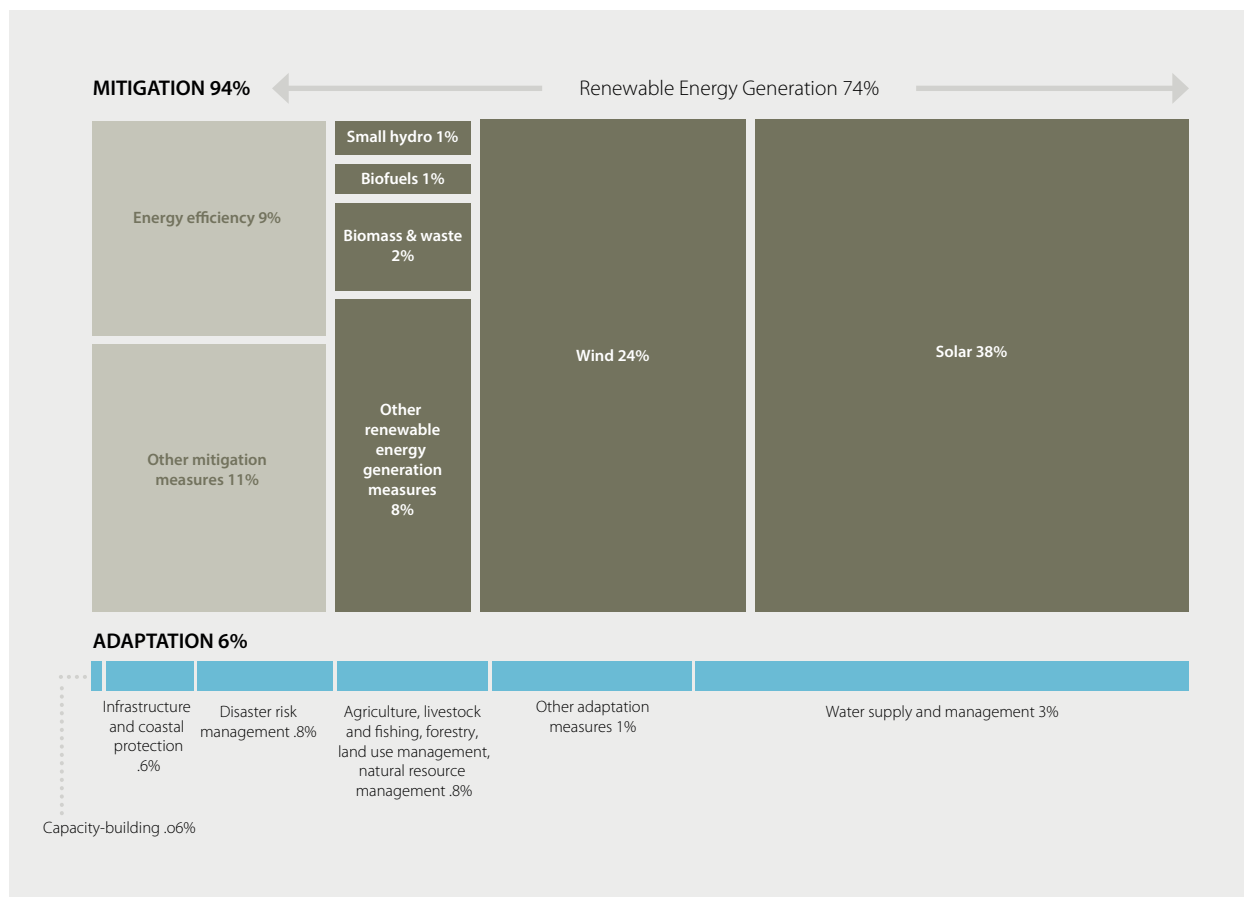 MITIGATION 94%
Renewable Energy Generation 74%
Energy efficiency 9%
Other mitigation
measures 11%
Small hydro 1%
Biofuels 1%
Biomass & waste
2%
Other
renewable
energy
generation
measures
8%
Wind 24%
Solar 38%
ADAPTATION 6%
Infrastructure
and coastal
protection
.6%
Disaster risk
management .8%
Agriculture, livestock
and fishing, forestry,
land use management,
natural resource
management .8%
Other adaptation
measures 1%
Water supply and management 3%
Capacity-building .o6%